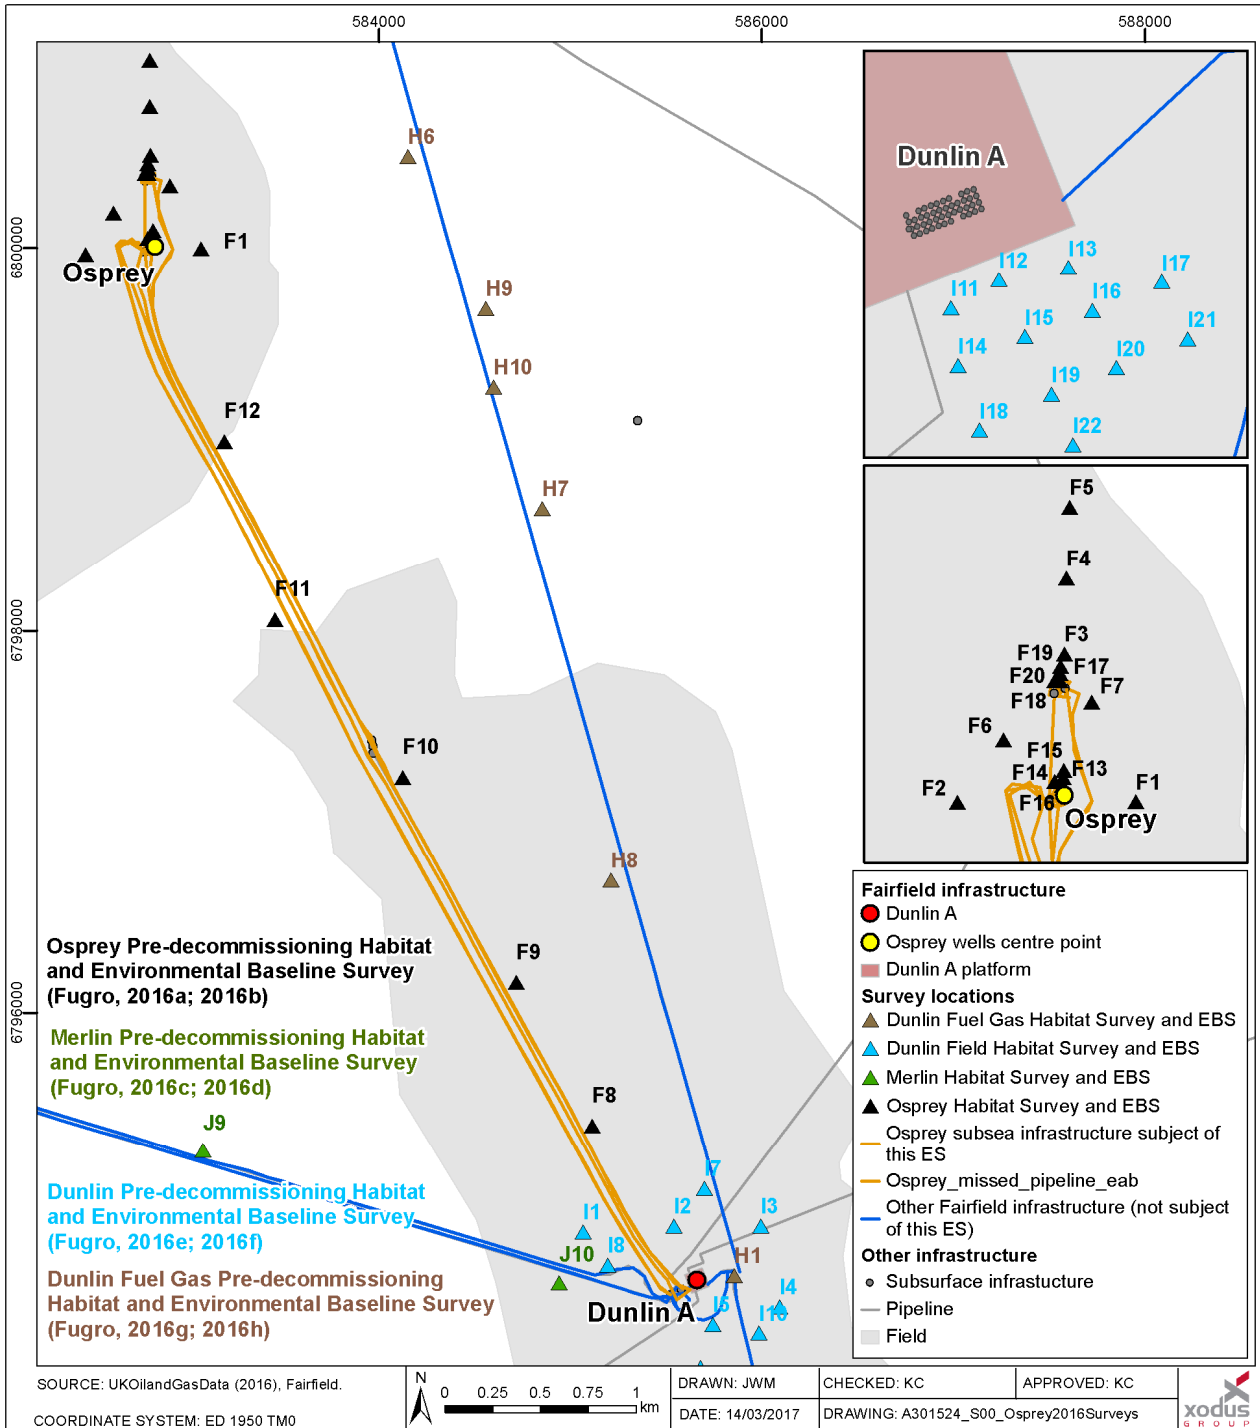 584000
586000
588000
6800000
6798000
6796000
H6
H9
H10
H7
H8
H1
F1
Osprey
F12
F11
F10
F9
F8
J9
J10
I1
I8
I2
I7
I3
I4
I5
I10
Dunlin A
Dunlin A
I12
I13
I17
I11
I16
I15
I21
I14
I20
I19
I18
I22
F5
F4
F3
F19
F17
F20
F7
F18
F6
F15
F14
F13
F2
F16
F1
Osprey
Osprey Pre-decommissioning Habitat
and Environmental Baseline Survey
(Fugro, 2016a; 2016b)
Merlin Pre-decommissioning Habitat
and Environmental Baseline Survey
(Fugro, 2016c; 2016d)
Dunlin Pre-decommissioning Habitat
and Environmental Baseline Survey
(Fugro, 2016e; 2016f)
Dunlin Fuel Gas Pre-decommissioning
Habitat and Environmental Baseline Survey
(Fugro, 2016g; 2016h)
Fairfield infrastructure
Dunlin A
Osprey wells centre point
Dunlin A platform
Survey locations
Dunlin Fuel Gas Habitat Survey and EBS
Dunlin Field Habitat Survey and EBS
Merlin Habitat Survey and EBS
Osprey Habitat Survey and EBS
Osprey subsea infrastructure subject of
this ES
Osprey_missed_pipeline_eab
Other Fairfield infrastructure (not subject
of this ES)
Other infrastructure
Subsurface infrastucture
Pipeline
Field
SOURCE: UKOilandGasData (2016), Fairfield.
COORDINATE SYSTEM: ED 1950 TM0
N
0 0.25 0.5 0.75 1
km
DRAWN: JWM
CHECKED: KC
APPROVED: KC
DATE: 14/03/2017
DRAWING: A301524_S00_Osprey2016Surveys
xodus
GROUP